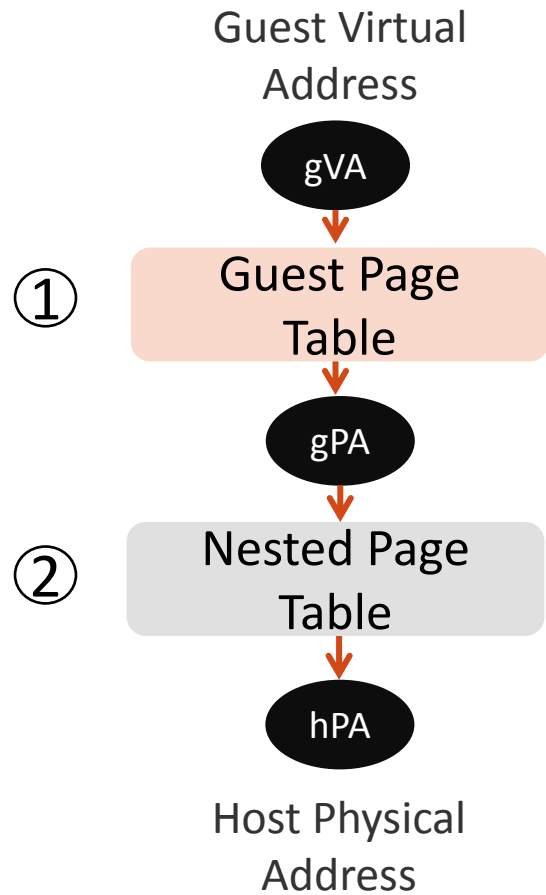 Guest Virtual
Address
gVA
①
Guest Page
Table
gPA
②
Nested Page
Table
hPA
Host Physical
Address